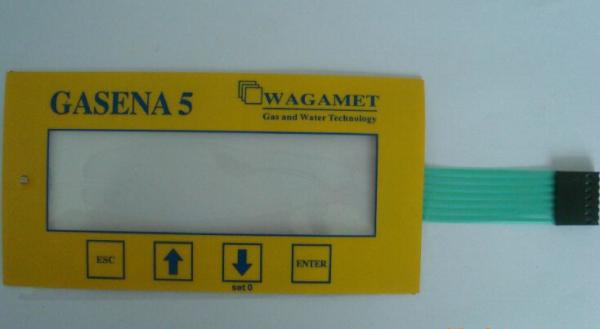 GASENA 5
WAGAMET
Gas and Water Technology
ESC
ENTER
set 0